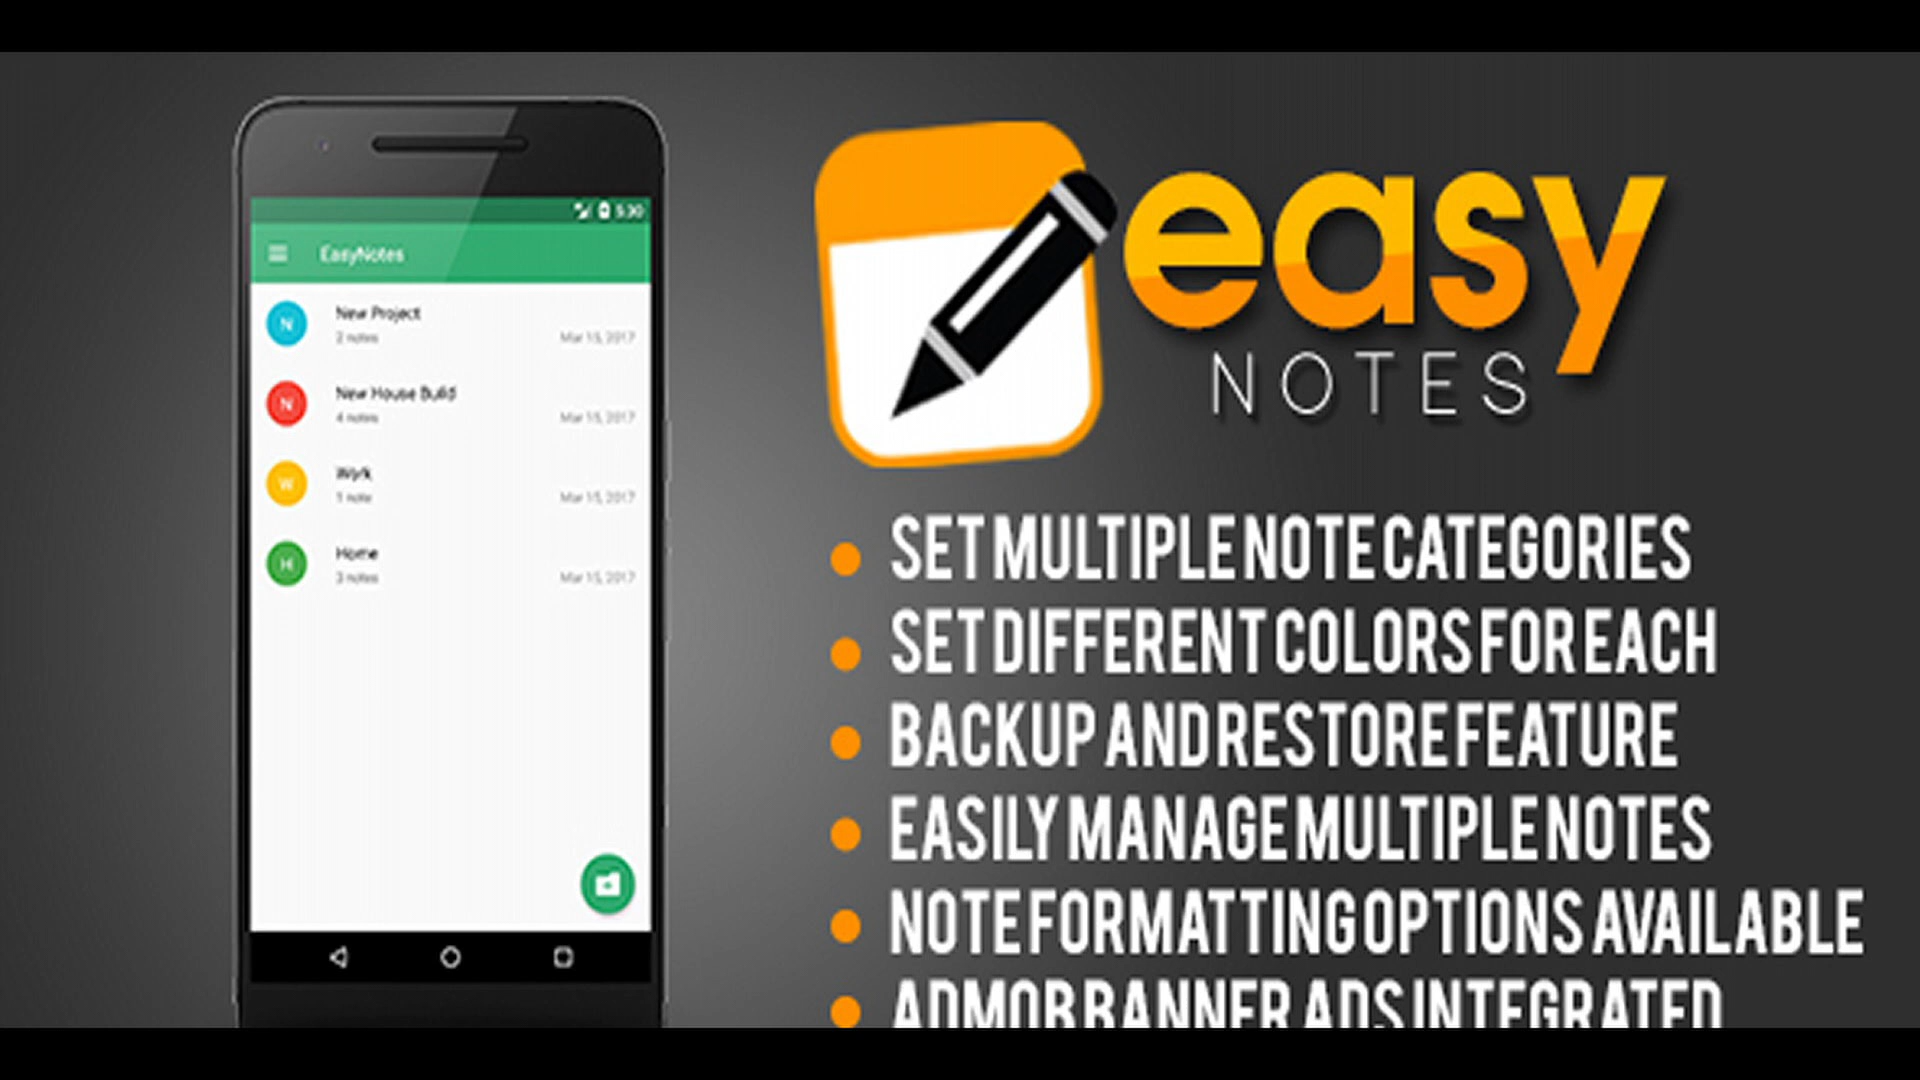 5:30
EasyNotes
N
New Project
2 notes
Mar 15, 2017
N
New House Build
4 notes
Mar 15, 2017
W
Work
1 note
Mar 15, 2017
H
Home
3 notes
Mar 15, 2017
easy
NOTES
SET MULTIPLE NOTE CATEGORIES
SET DIFFERENT COLORS FOR EACH
BACKUP AND RESTORE FEATURE
EASILY MANAGE MULTIPLE NOTES
NOTE FORMATTING OPTIONS AVAILABLE
ADMOB BANNER ADS INTEGRATED